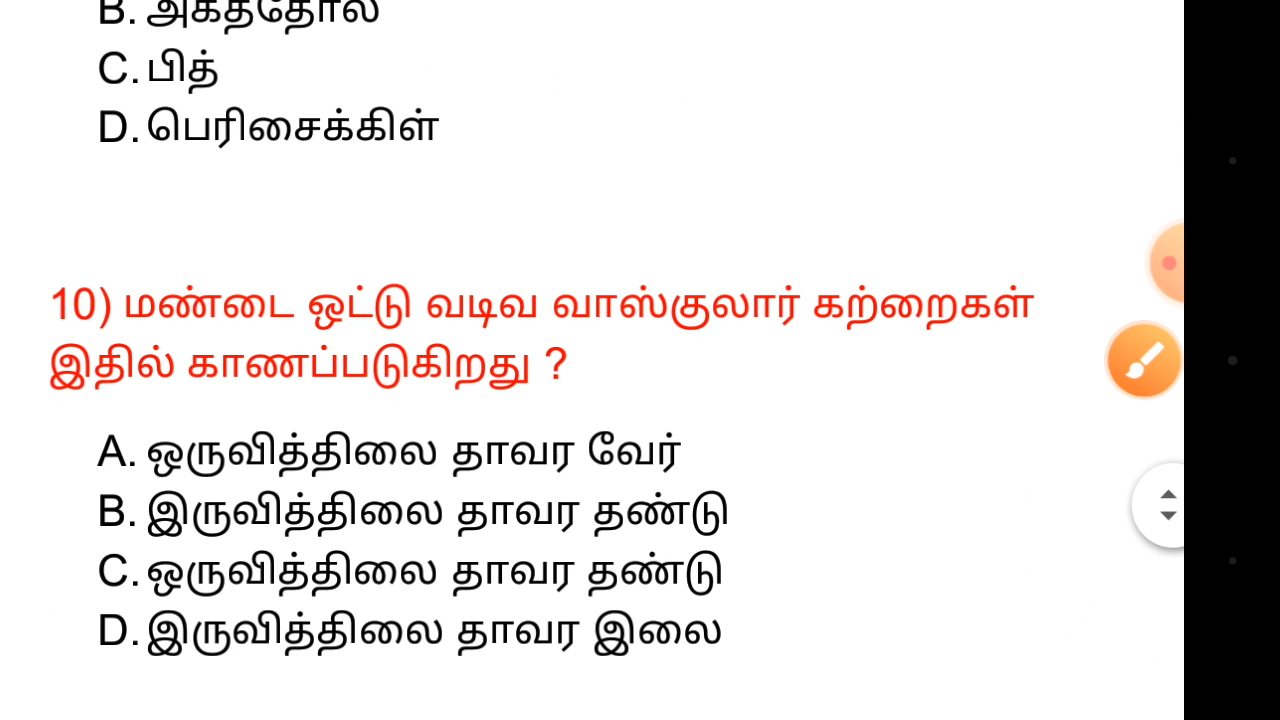 B. அகத்தோல்
C. பித்
D. பெரிசைக்கிள்
10) மண்டை ஒட்டு வடிவ வாஸ்குலார் கற்றைகள்
இதில் காணப்படுகிறது ?
A. ஒருவித்திலை தாவர வேர்
B. இருவித்திலை தாவர தண்டு
C. ஒருவித்திலை தாவர தண்டு
D. இருவித்திலை தாவர இலை